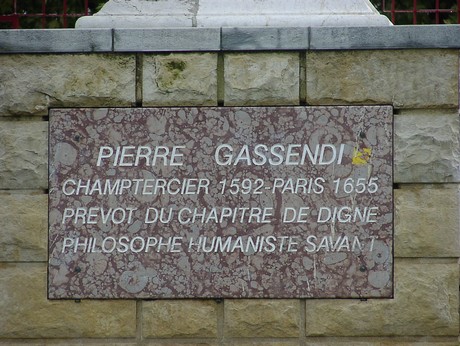 PIERRE GASSENDI
CHAMPTERCIER 1592-PARIS 1655
PREVOT DU CHAPITRE DE DIGNE
PHILOSOPHE HUMANISTE SAVANT